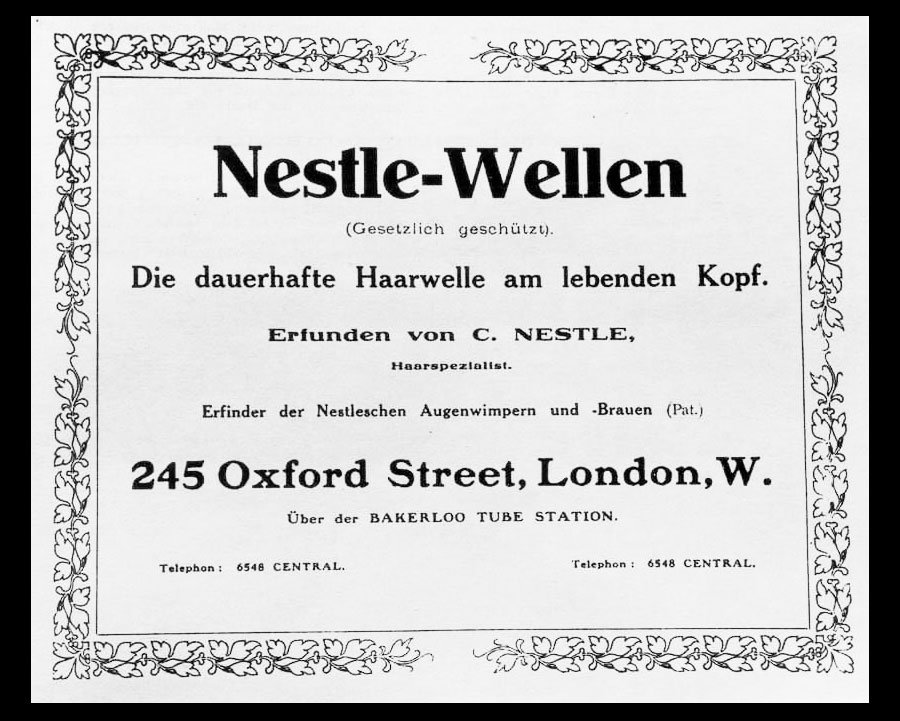 Nestle-Wellen
(Gesetzlich geschützt).
Die dauerhafte Haarwelle am lebenden Kopf.
Erfunden von C. NESTLE,
Haarspezialist.
Erfinder der Nestleschen Augenwimpern und -Brauen (Pat.)
245 Oxford Street, London, W.
Über der BAKERLOO TUBE STATION.
Telephon: 6548 CENTRAL. Telephon: 6548 CENTRAL.